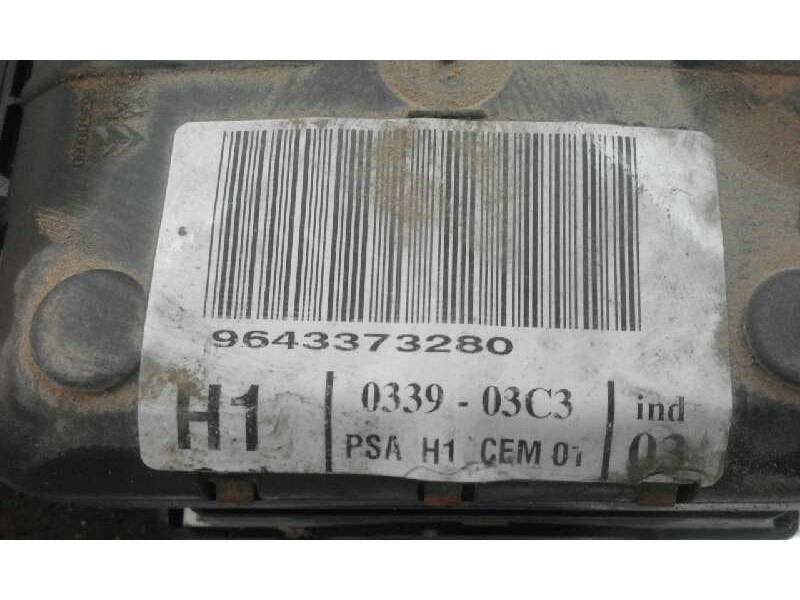 9643373280
H1
0339 - 03C3
ind
PSA H1 CEM 01
03